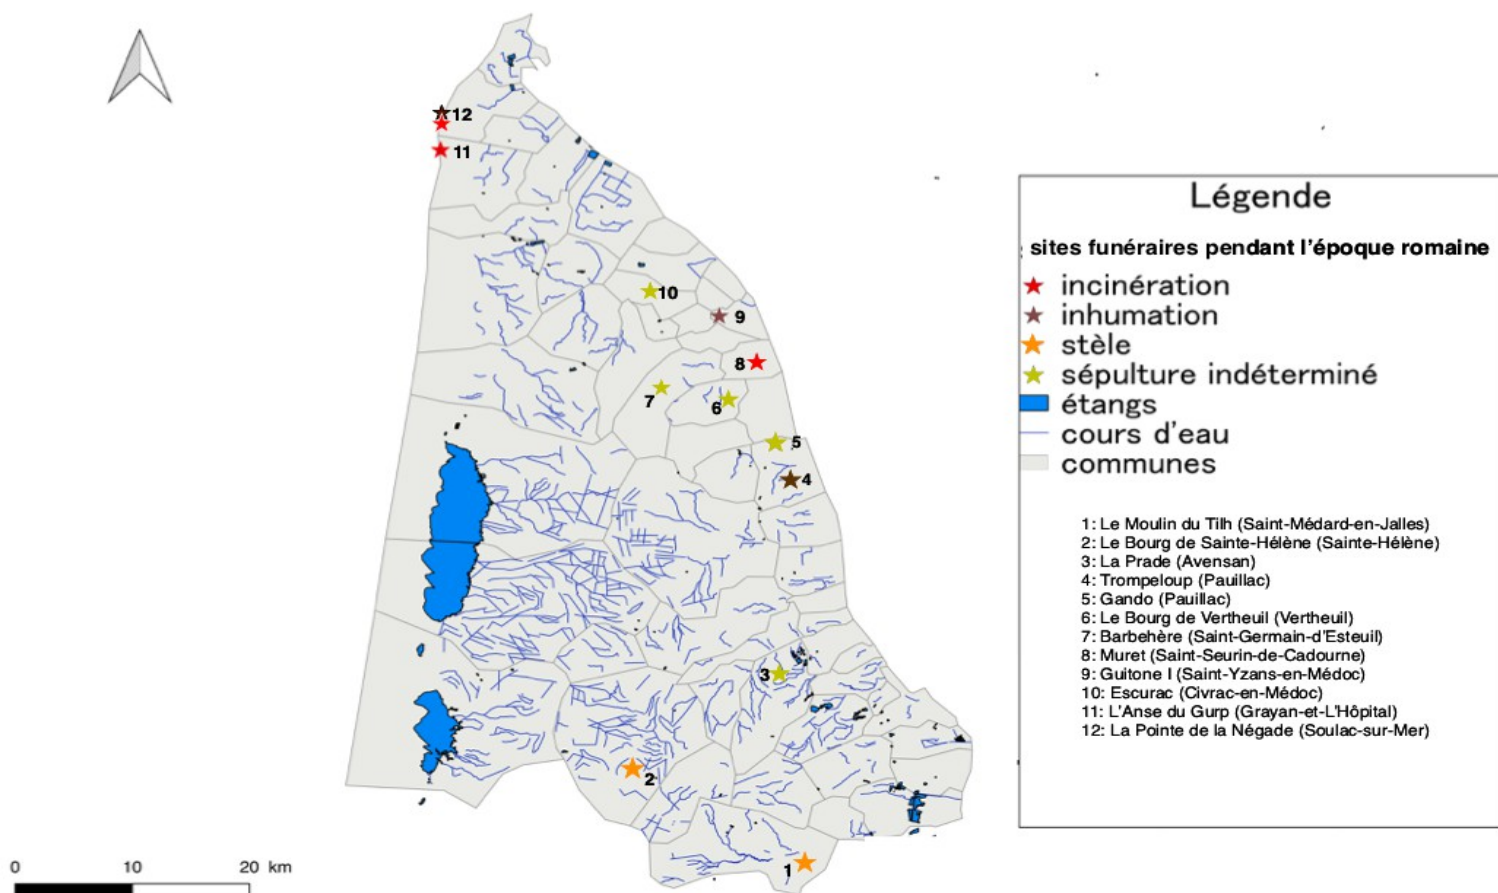 12
11
10
9
8
7
6
5
4
3
2
1
0 10 20 km
Légende
sites funéraires pendant l'époque romaine
incinération
inhumation
stèle
sépulture indéterminé
étangs
cours d'eau
communes
1: Le Moulin du Tilh (Saint-Médard-en-Jalles)
2: Le Bourg de Sainte-Hélène (Sainte-Hélène)
3: La Prade (Avensan)
4: Trompeloup (Pauillac)
5: Gando (Pauillac)
6: Le Bourg de Vertheuil (Vertheuil)
7: Barbehère (Saint-Germain-d'Esteuil)
8: Muret (Saint-Seurin-de-Cadourne)
9: Guitone I (Saint-Yzans-en-Médoc)
10: Escurac (Civrac-en-Médoc)
11: L'Anse du Gurp (Grayan-et-L'Hôpital)
12: La Pointe de la Négade (Soulac-sur-Mer)